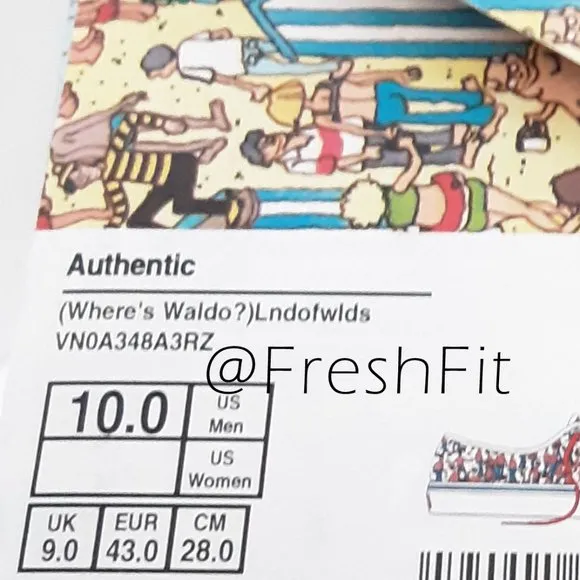 Authentic
(Where's Waldo?)Lndofwlds
VN0A348A3RZ
@FreshFit
10.0 US Men
US Women
UK EUR CM
9.0 43.0 28.0